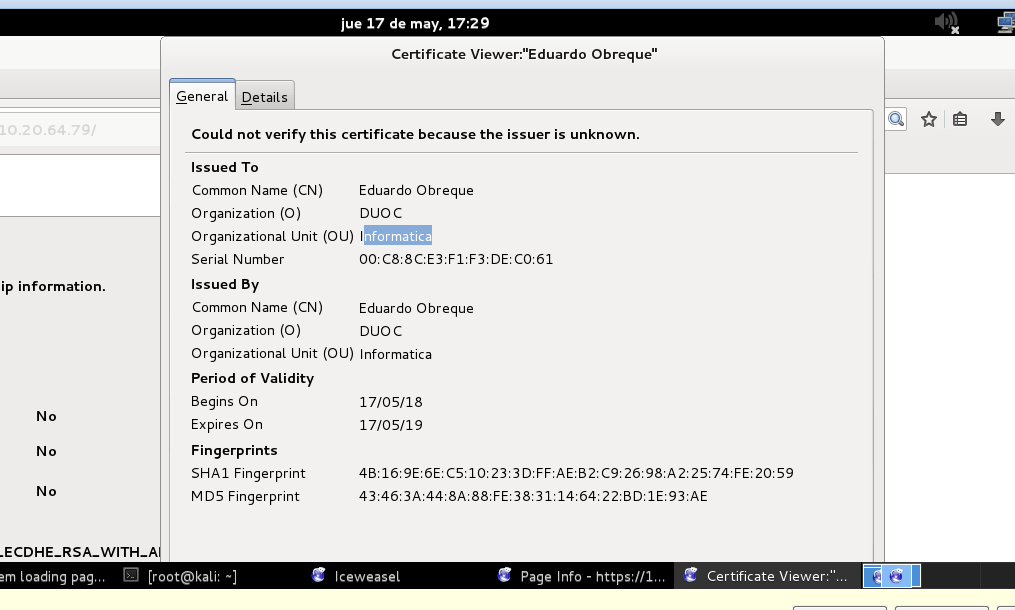 jue 17 de may, 17:29
Certificate Viewer:"Eduardo Obreque"
General Details
10.20.64.79/
Could not verify this certificate because the issuer is unknown.
Issued To
Common Name (CN) Eduardo Obreque
Organization (O) DUOC
Organizational Unit (OU) Informatica
Serial Number 00:C8:8C:E3:F1:F3:DE:C0:61
ip information.
Issued By
Common Name (CN) Eduardo Obreque
Organization (O) DUOC
Organizational Unit (OU) Informatica
Period of Validity
Begins On 17/05/18
No
Expires On 17/05/19
No
Fingerprints
SHA1 Fingerprint 4B:16:9E:6E:C5:10:23:3D:FF:AE:B2:C9:26:98:A2:25:74:FE:20:59
No
MD5 Fingerprint 43:46:3A:44:8A:88:FE:38:31:14:64:22:BD:1E:93:AE
_ECDHE_RSA_WITH_A
em loading pag... [root@kali: ~] Iceweasel Page Info - https://1... Certificate Viewer:"...